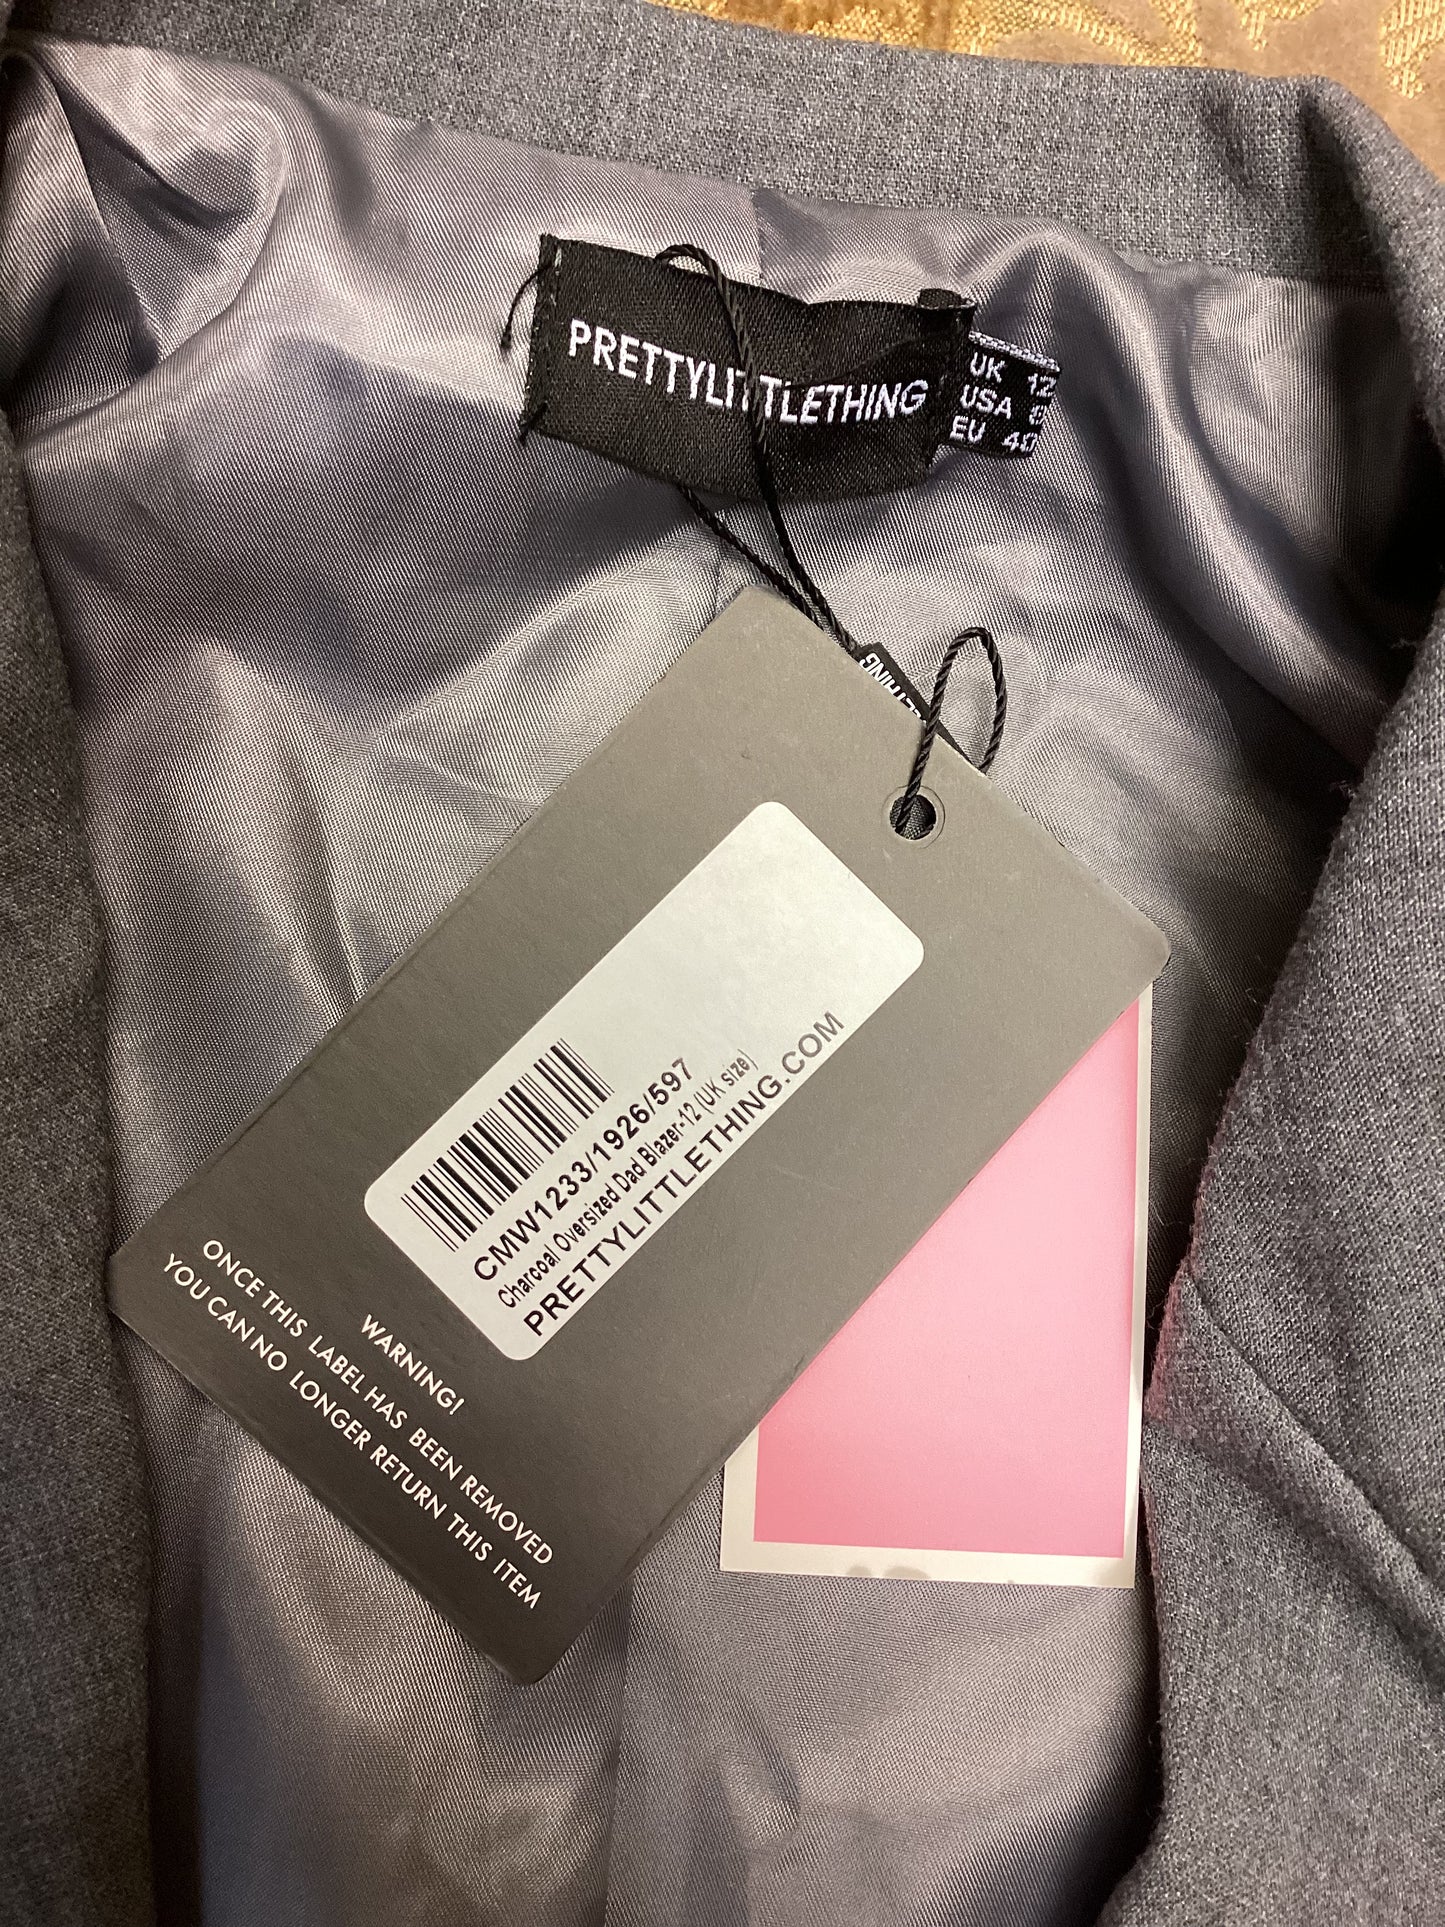 PRETTYLITTLETHING
UK 12
USA
EU 40
CMW1233/1926/597
Charcoal Oversized Dad Blazer-12 (UK size)
PRETTYLITTLETHING.COM
WARNING!
ONCE THIS LABEL HAS BEEN REMOVED
YOU CAN NO LONGER RETURN THIS ITEM